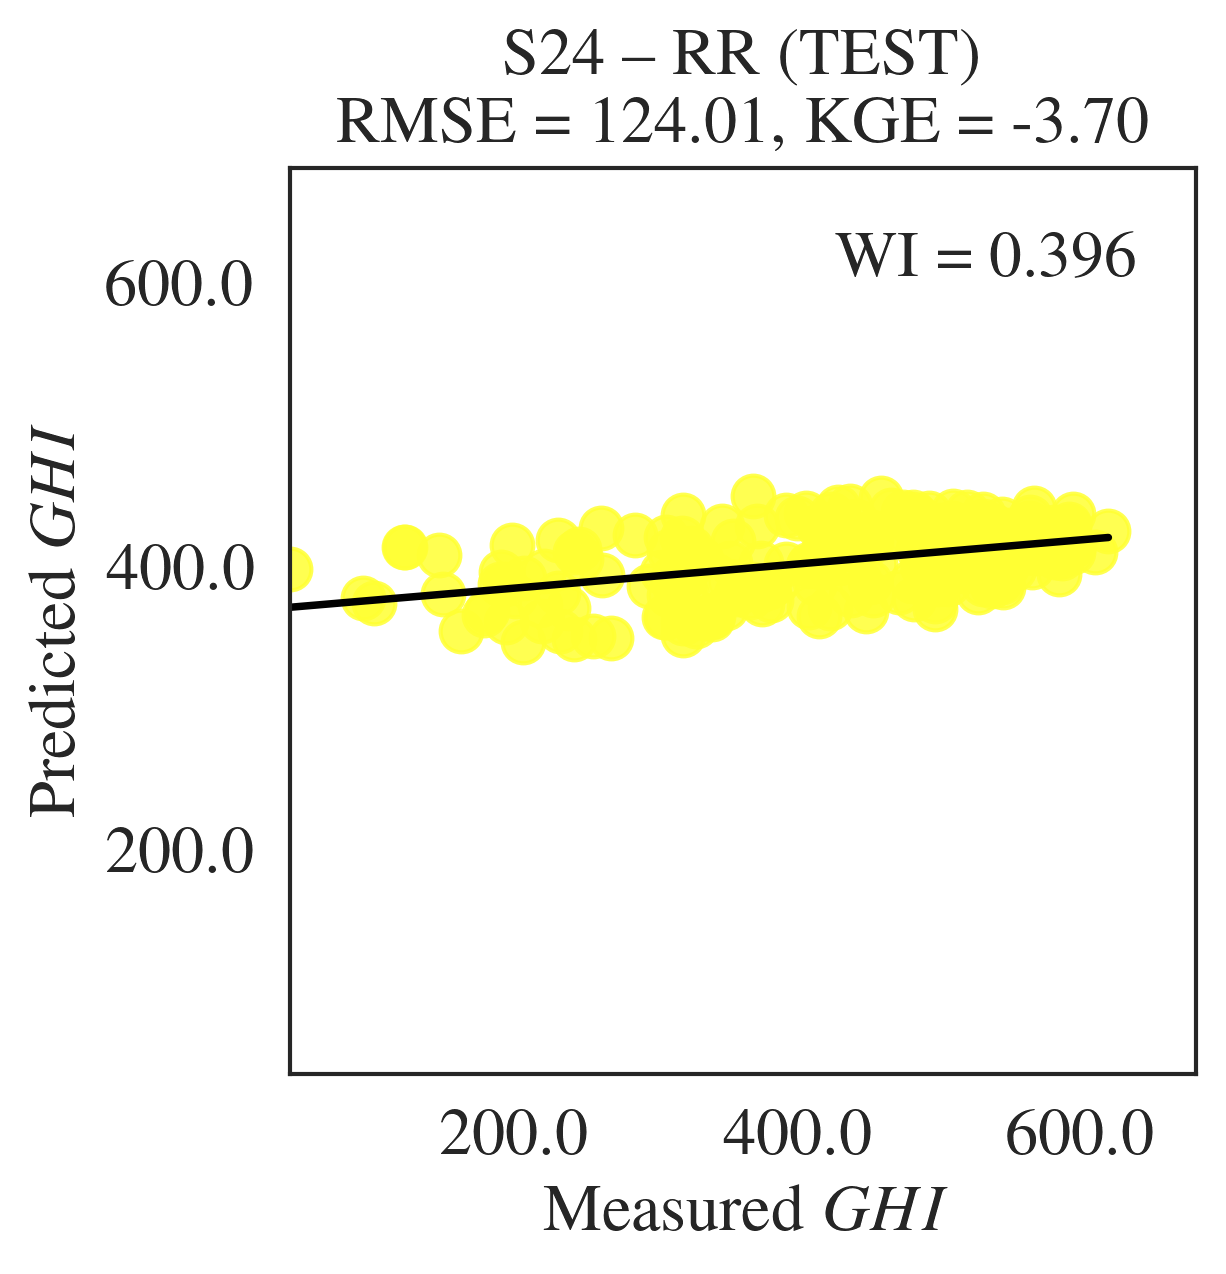 S24 – RR (TEST)
RMSE = 124.01, KGE = -3.70
WI = 0.396
600.0
400.0
200.0
Predicted GHI
200.0 400.0 600.0
Measured GHI